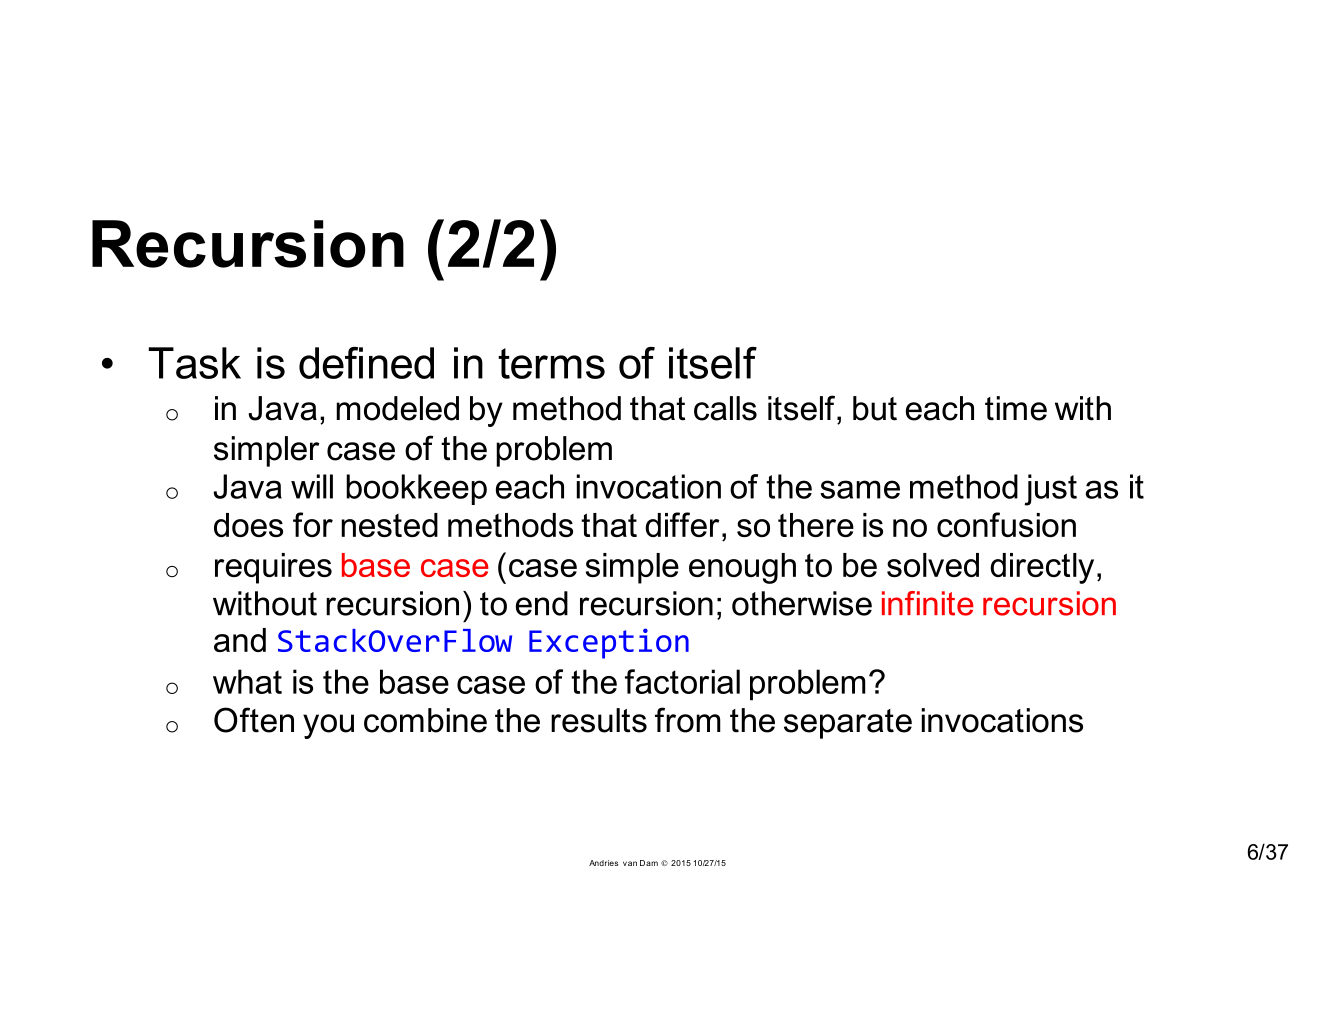 Recursion (2/2)
• Task is defined in terms of itself
o in Java, modeled by method that calls itself, but each time with
simpler case of the problem
o Java will bookkeep each invocation of the same method just as it
does for nested methods that differ, so there is no confusion
o requires base case (case simple enough to be solved directly,
without recursion) to end recursion; otherwise infinite recursion
and StackOverFlow Exception
o what is the base case of the factorial problem?
o Often you combine the results from the separate invocations
Andries van Dam © 2015 10/27/15
6/37